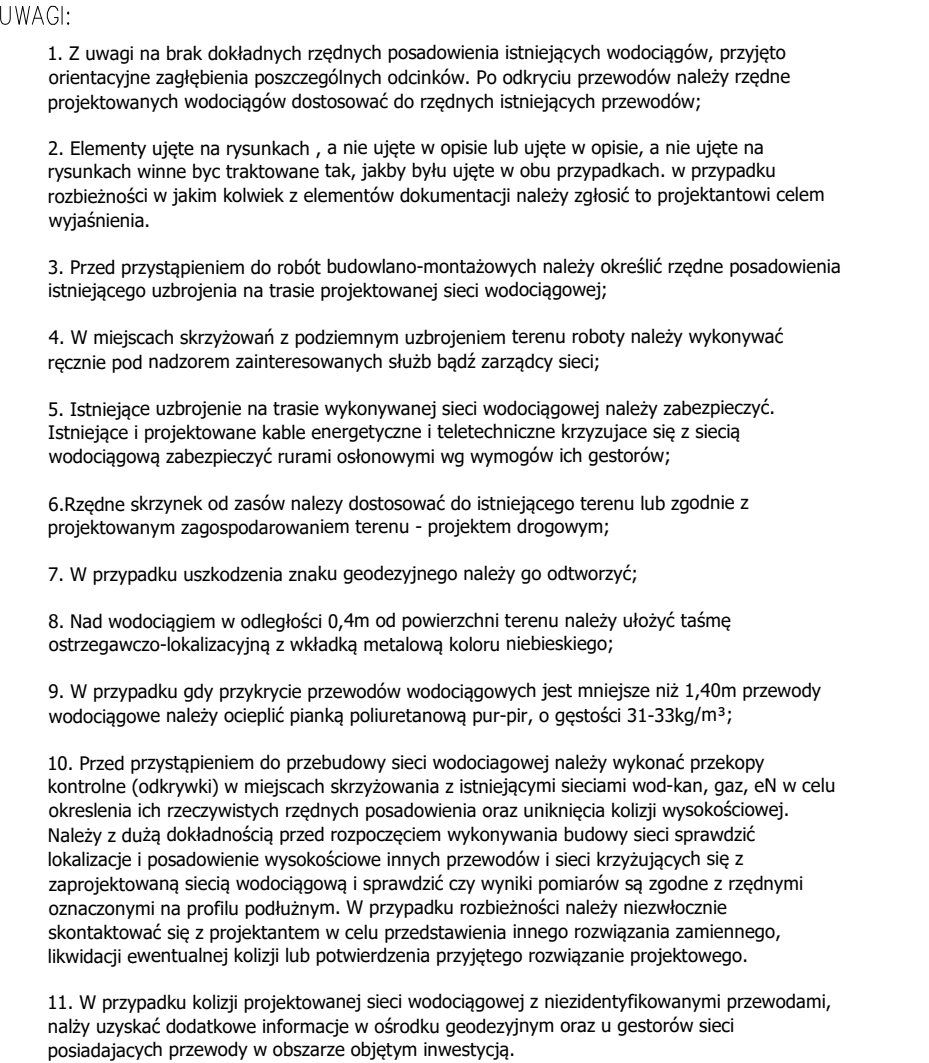 UWAGI:
1. Z uwagi na brak dokładnych rzędnych posadowienia istniejących wodociągów, przyjęto
orientacyjne zagłębienia poszczególnych odcinków. Po odkryciu przewodów należy rzędne
projektowanych wodociągów dostosować do rzędnych istniejących przewodów;
2. Elementy ujęte na rysunkach , a nie ujęte w opisie lub ujęte w opisie, a nie ujęte na
rysunkach winne byc traktowane tak, jakby byłu ujęte w obu przypadkach. w przypadku
rozbieżności w jakim kolwiek z elementów dokumentacji należy zgłosić to projektantowi celem
wyjaśnienia.
3. Przed przystąpieniem do robót budowlano-montażowych należy określić rzędne posadowienia
istniejącego uzbrojenia na trasie projektowanej sieci wodociągowej;
4. W miejscach skrzyżowań z podziemnym uzbrojeniem terenu roboty należy wykonywać
ręcznie pod nadzorem zainteresowanych służb bądź zarządcy sieci;
5. Istniejące uzbrojenie na trasie wykonywanej sieci wodociągowej należy zabezpieczyć.
Istniejące i projektowane kable energetyczne i teletechniczne krzyzujace się z siecią
wodociągową zabezpieczyć rurami osłonowymi wg wymogów ich gestorów;
6.Rzędne skrzynek od zasów nalezy dostosować do istniejącego terenu lub zgodnie z
projektowanym zagospodarowaniem terenu - projektem drogowym;
7. W przypadku uszkodzenia znaku geodezyjnego należy go odtworzyć;
8. Nad wodociągiem w odległości 0,4m od powierzchni terenu należy ułożyć taśmę
ostrzegawczo-lokalizacyjną z wkładką metalową koloru niebieskiego;
9. W przypadku gdy przykrycie przewodów wodociągowych jest mniejsze niż 1,40m przewody
wodociągowe należy ocieplić pianką poliuretanową pur-pir, o gęstości 31-33kg/m³;
10. Przed przystąpieniem do przebudowy sieci wodociagowej należy wykonać przekopy
kontrolne (odkrywki) w miejscach skrzyżowania z istniejącymi sieciami wod-kan, gaz, eN w celu
okreslenia ich rzeczywistych rzędnych posadowienia oraz uniknięcia kolizji wysokościowej.
Należy z dużą dokładnością przed rozpoczęciem wykonywania budowy sieci sprawdzić
lokalizacje i posadowienie wysokościowe innych przewodów i sieci krzyżujących się z
zaprojektowaną siecią wodociągową i sprawdzić czy wyniki pomiarów są zgodne z rzędnymi
oznaczonymi na profilu podłużnym. W przypadku rozbieżności należy niezwłocznie
skontaktować się z projektantem w celu przedstawienia innego rozwiązania zamiennego,
likwidacji ewentualnej kolizji lub potwierdzenia przyjętego rozwiązanie projektowego.
11. W przypadku kolizji projektowanej sieci wodociągowej z niezidentyfikowanymi przewodami,
nalży uzyskać dodatkowe informacje w ośrodku geodezyjnym oraz u gestorów sieci
posiadajacych przewody w obszarze objętym inwestycją.